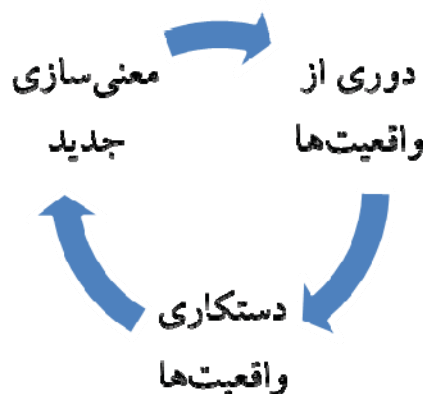 دوری از
واقعیت‌ها
دستکاری
واقعیت‌ها
معنی‌سازی
جدید